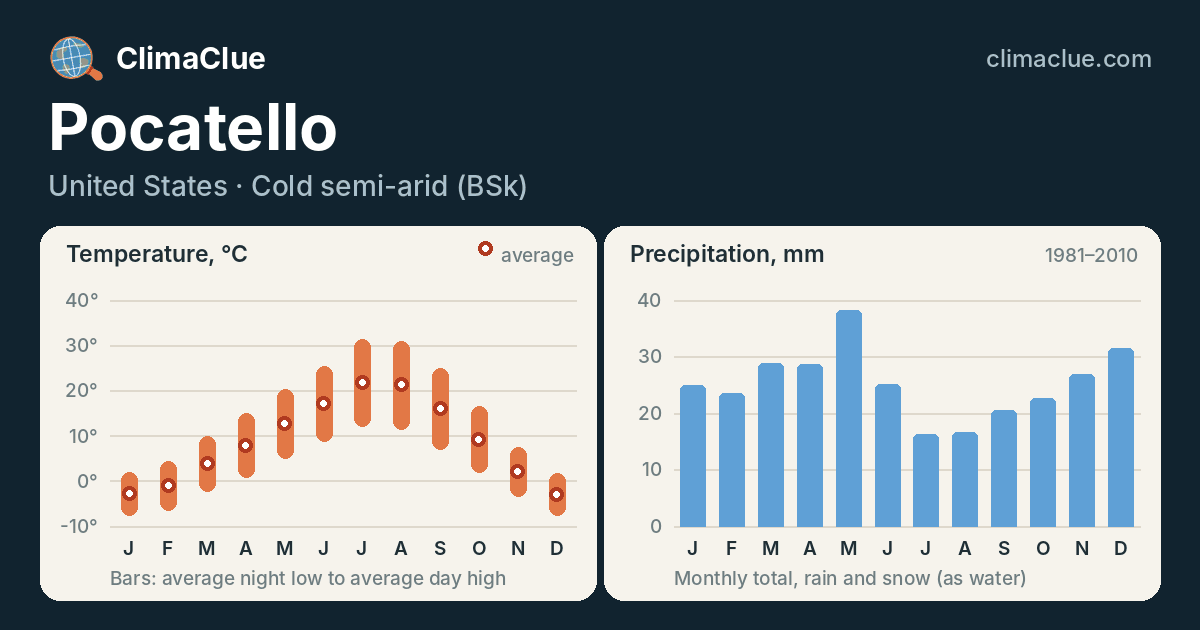 ClimaClue
climaclue.com
Pocatello
United States · Cold semi-arid (BSk)
Temperature, °C
average
40°
30°
20°
10°
0°
-10°
J F M A M J J A S O N D
Bars: average night low to average day high
Precipitation, mm
1981–2010
40
30
20
10
0
J F M A M J J A S O N D
Monthly total, rain and snow (as water)